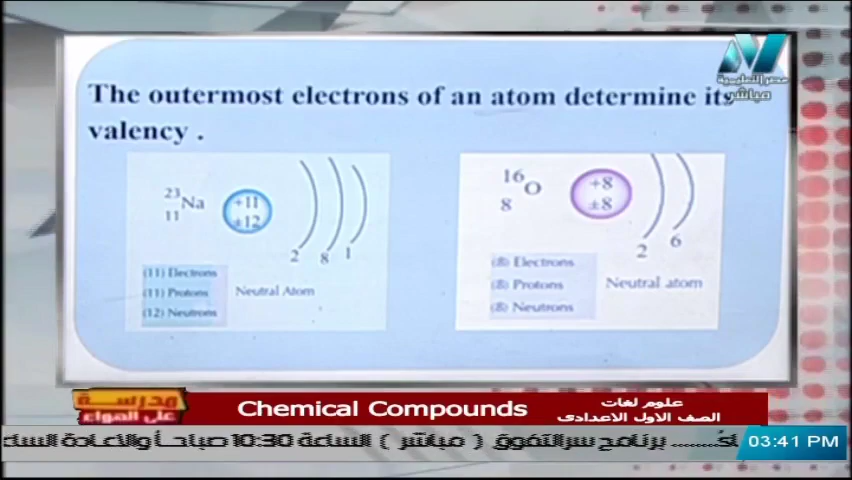 The outermost electrons of an atom determine its
valency .
مصر التعليمية
مباشر
23
Na
11
+11
±12
2 8 1
(11) Electrons
(11) Protons
(12) Neutrons
Neutral Atom
16
O
8
+8
±8
2 6
(8) Electrons
(8) Protons
(8) Neutrons
Neutral atom
مدرسة
على الهواء
Chemical Compounds
علوم لغات
الصف الاول الاعدادى
........ برنامج سر التفوق ( مباشر ) الساعة 10:30 صباحاً والاعادة
03:41 PM